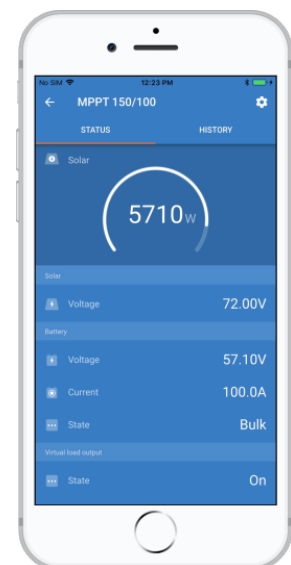 No SIM 12:23 PM
MPPT 150/100
STATUS HISTORY
Solar
5710W
Solar
Voltage 72.00V
Battery
Voltage 57.10V
Current 100.0A
State Bulk
Virtual load output
State On